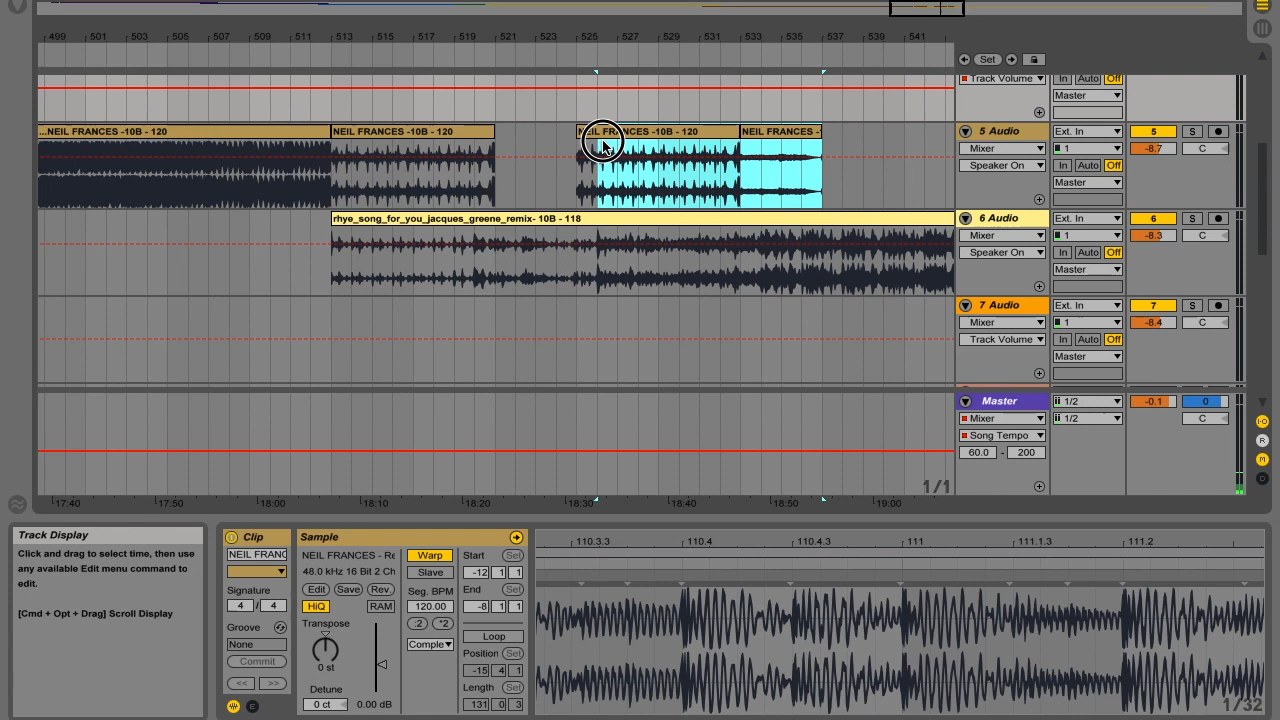 499 501 503 505 507 509 511 513 515 517 519 521 523 525 527 529 531 533 535 537 539 541
Set
Track Volume In Auto Off
Master
...NEIL FRANCES -10B - 120 NEIL FRANCES -10B - 120 NEIL FRANCES -10B - 120 NEIL FRANCES -
5 Audio Ext. In 5 S
Mixer 1 -8.7 C
Speaker On In Auto Off
Master
rhye_song_for_you_jacques_greene_remix- 10B - 118
6 Audio Ext. In 6 S
Mixer 1 -8.3 C
Speaker On In Auto Off
Master
7 Audio Ext. In 7 S
Mixer 1 -8.4 C
Track Volume In Auto Off
Master
Master 1/2 -0.1 0
Mixer 1/2 C
Song Tempo
60.0 - 200
1/1
I·O
R
M
D
17:40 17:50 18:00 18:10 18:20 18:30 18:40 18:50 19:00
Track Display
Click and drag to select time, then use
any available Edit menu command to
edit.
[Cmd + Opt + Drag] Scroll Display
Clip
NEIL FRANC
Signature
4 / 4
Groove
None
Commit
<< >>
E
Sample
NEIL FRANCES - Re
48.0 kHz 16 Bit 2 Ch
Edit Save Rev.
HiQ RAM
Transpose
0 st
Detune
0 ct 0.00 dB
Warp
Slave
Seg. BPM
120.00
:2 *2
Comple
Start Set
-12 1 1
End Set
-8 1 1
Loop
Position Set
-15 4 1
Length Set
131 0 3
110.3.3 110.4 110.4.3 111 111.1.3 111.2
1/32